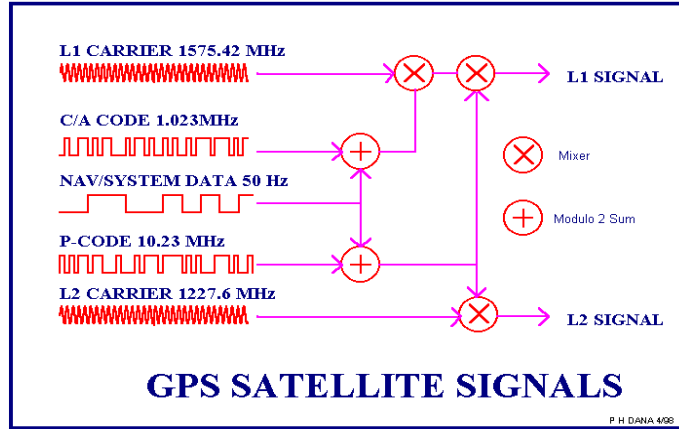 L1 CARRIER 1575.42 MHz
L1 SIGNAL
C/A CODE 1.023MHz
Mixer
NAV/SYSTEM DATA 50 Hz
Modulo 2 Sum
P-CODE 10.23 MHz
L2 CARRIER 1227.6 MHz
L2 SIGNAL
GPS SATELLITE SIGNALS
P H DANA 4/98